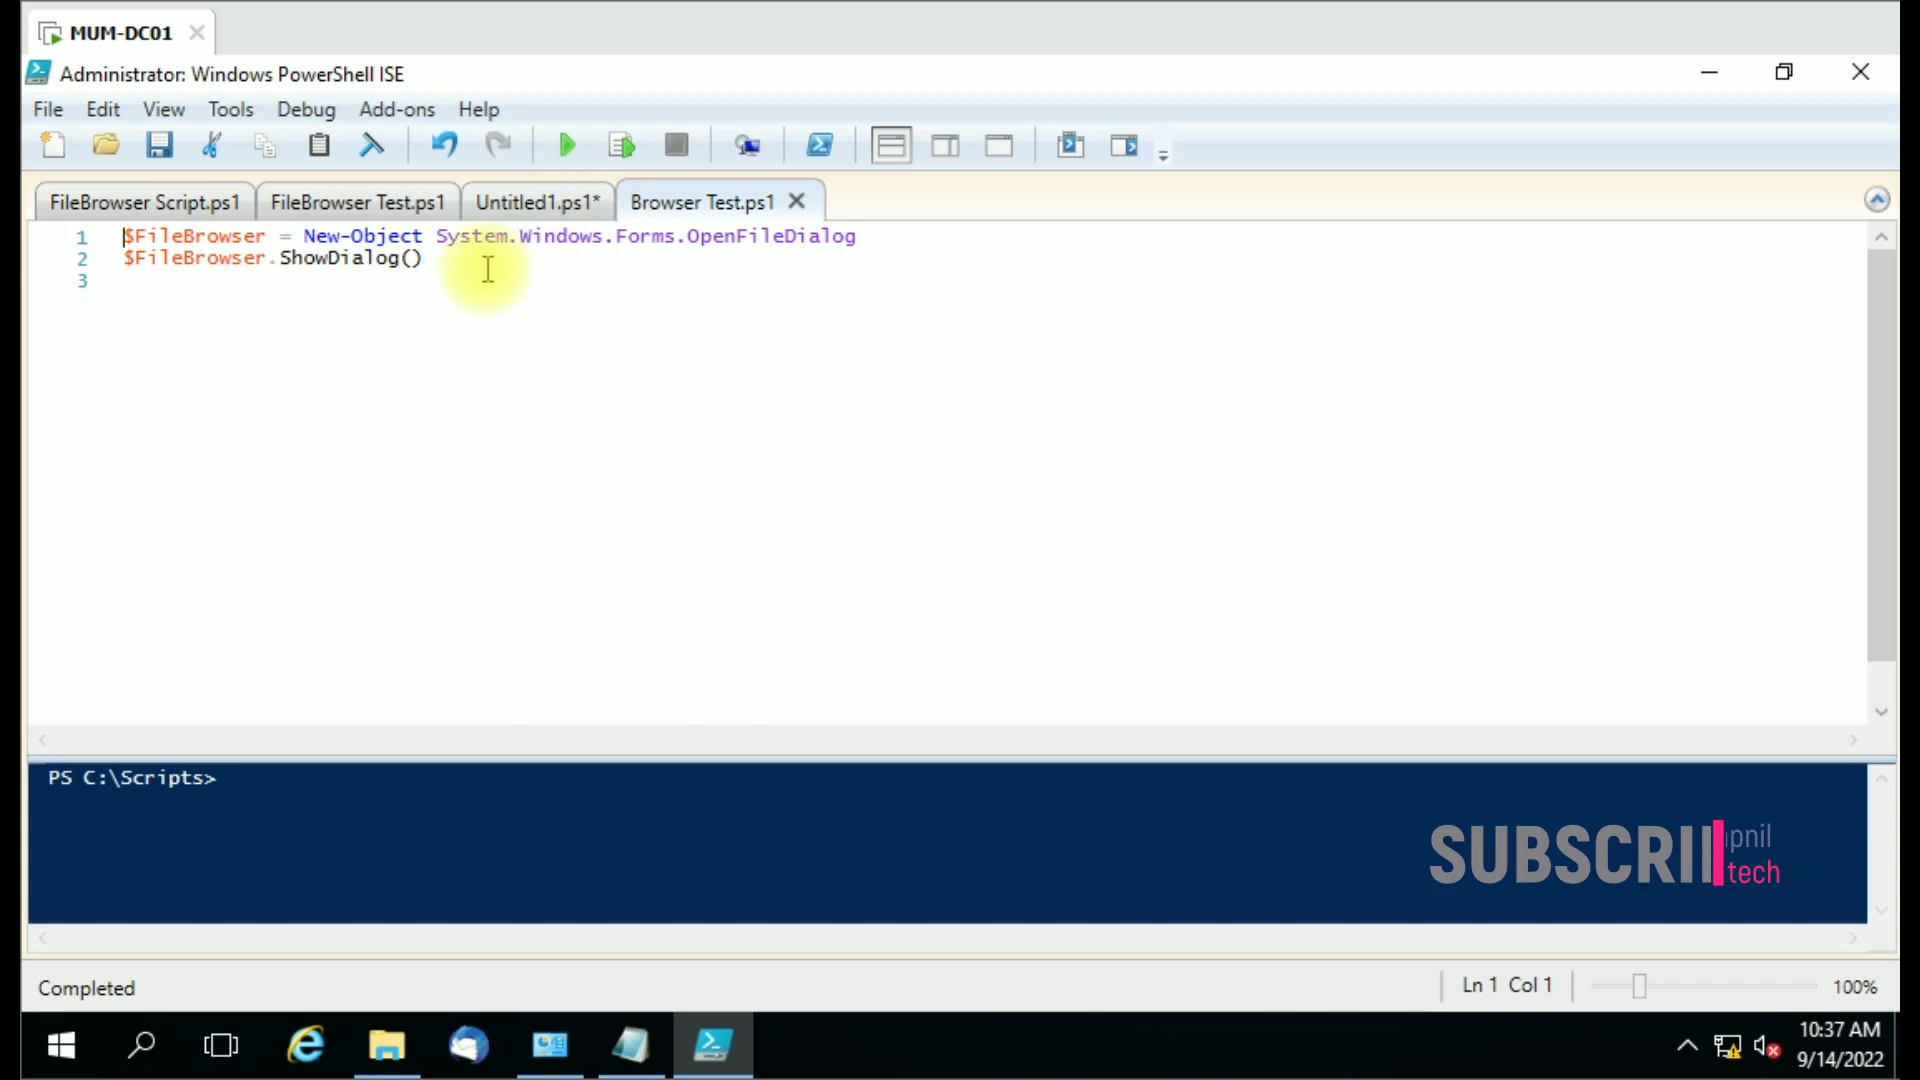 MUM-DC01
Administrator: Windows PowerShell ISE
File Edit View Tools Debug Add-ons Help
FileBrowser Script.ps1 FileBrowser Test.ps1 Untitled1.ps1* Browser Test.ps1
1 $FileBrowser = New-Object System.Windows.Forms.OpenFileDialog
2 $FileBrowser.ShowDialog()
3
PS C:\Scripts>
pnil
tech
Completed
Ln 1 Col 1
100%
10:37 AM
9/14/2022